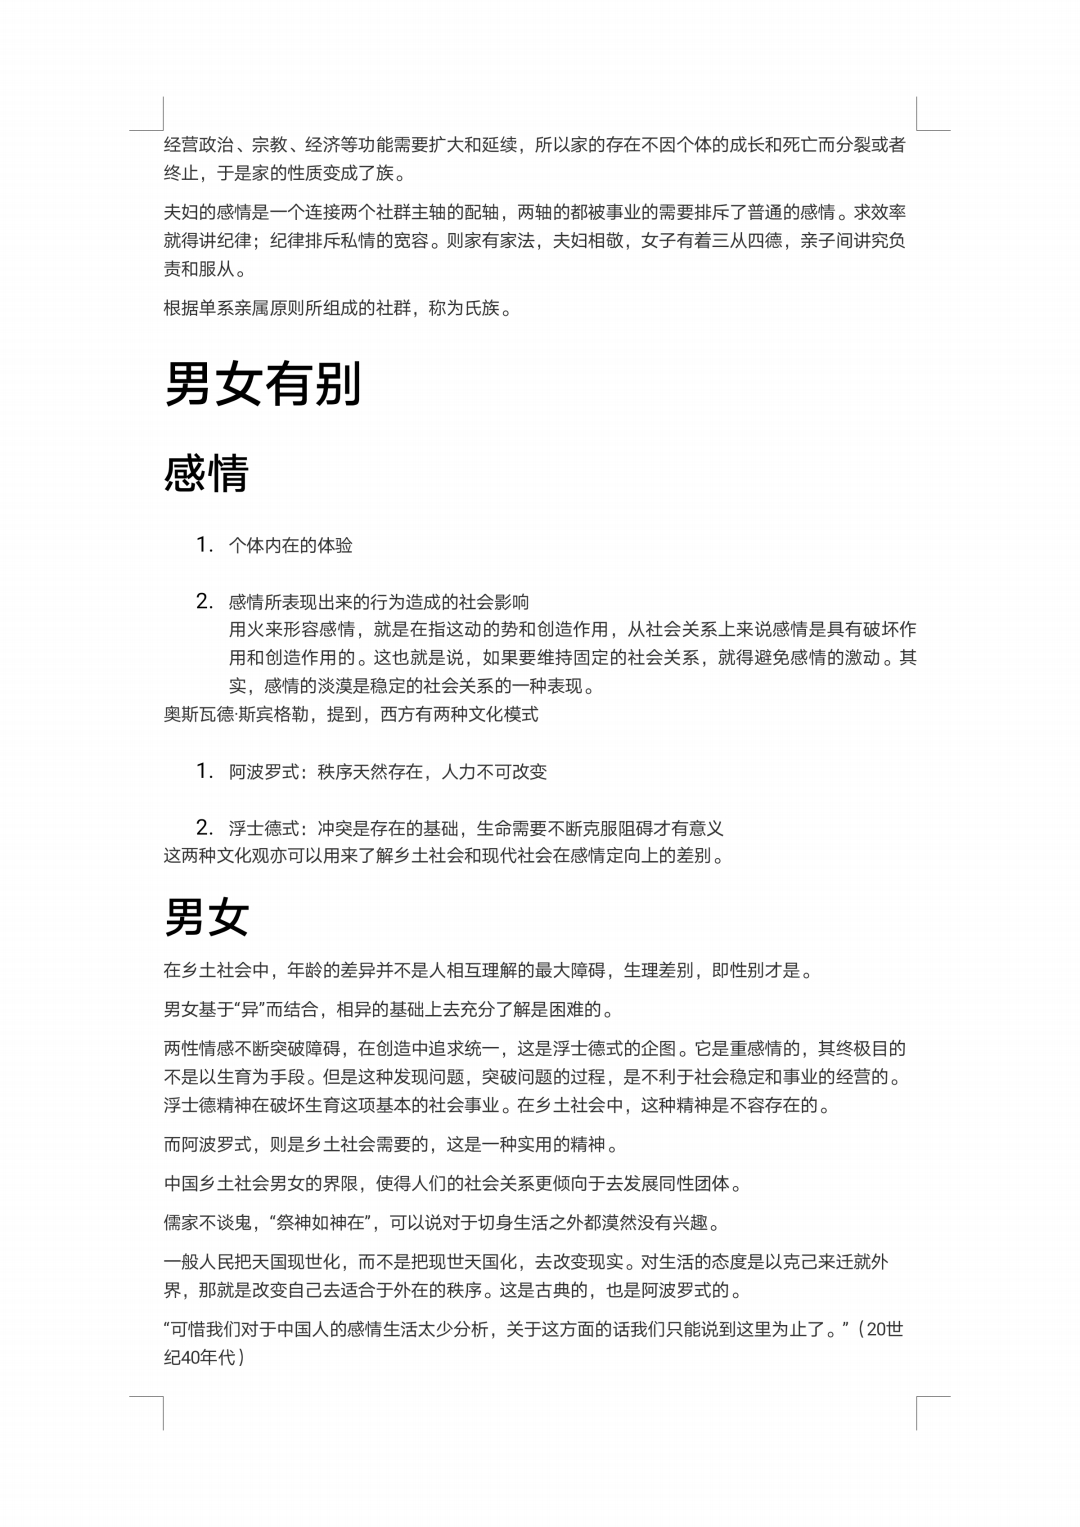 经营政治、宗教、经济等功能需要扩大和延续，所以家的存在不因个体的成长和死亡而分裂或者
终止，于是家的性质变成了族。
夫妇的感情是一个连接两个社群主轴的配轴，两轴的都被事业的需要排斥了普通的感情。求效率
就得讲纪律；纪律排斥私情的宽容。则家有家法，夫妇相敬，女子有着三从四德，亲子间讲究负
责和服从。
根据单系亲属原则所组成的社群，称为氏族。
男女有别
感情
1. 个体内在的体验
2. 感情所表现出来的行为造成的社会影响
用火来形容感情，就是在指这动的势和创造作用，从社会关系上来说感情是具有破坏作
用和创造作用的。这也就是说，如果要维持固定的社会关系，就得避免感情的激动。其
实，感情的淡漠是稳定的社会关系的一种表现。
奥斯瓦德·斯宾格勒，提到，西方有两种文化模式
1. 阿波罗式：秩序天然存在，人力不可改变
2. 浮士德式：冲突是存在的基础，生命需要不断克服阻碍才有意义
这两种文化观亦可以用来了解乡土社会和现代社会在感情定向上的差别。
男女
在乡土社会中，年龄的差异并不是人相互理解的最大障碍，生理差别，即性别才是。
男女基于“异”而结合，相异的基础上去充分了解是困难的。
两性情感不断突破障碍，在创造中追求统一，这是浮士德式的企图。它是重感情的，其终极目的
不是以生育为手段。但是这种发现问题，突破问题的过程，是不利于社会稳定和事业的经营的。
浮士德精神在破坏生育这项基本的社会事业。在乡土社会中，这种精神是不容存在的。
而阿波罗式，则是乡土社会需要的，这是一种实用的精神。
中国乡土社会男女的界限，使得人们的社会关系更倾向于去发展同性团体。
儒家不谈鬼，“祭神如神在”，可以说对于切身生活之外都漠然没有兴趣。
一般人民把天国现世化，而不是把现世天国化，去改变现实。对生活的态度是以克己来迁就外
界，那就是改变自己去适合于外在的秩序。这是古典的，也是阿波罗式的。
“可惜我们对于中国人的感情生活太少分析，关于这方面的话我们只能说到这里为止了。”（20世
纪40年代）